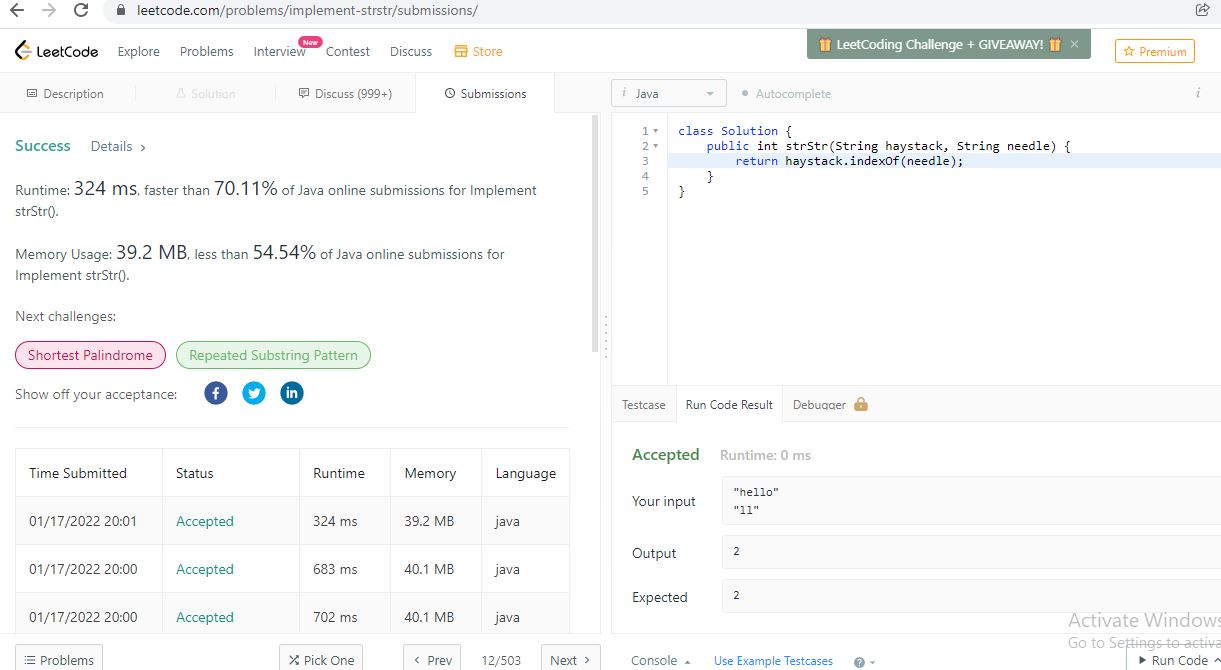 leetcode.com/problems/implement-strstr/submissions/
LeetCode Explore Problems Interview New Contest Discuss Store LeetCoding Challenge + GIVEAWAY! × Premium
Description Solution Discuss (999+) Submissions
Success Details >
Runtime: 324 ms, faster than 70.11% of Java online submissions for Implement
strStr().
Memory Usage: 39.2 MB, less than 54.54% of Java online submissions for
Implement strStr().
Next challenges:
Shortest Palindrome Repeated Substring Pattern
Show off your acceptance: f in
Time Submitted Status Runtime Memory Language
01/17/2022 20:01 Accepted 324 ms 39.2 MB java
01/17/2022 20:00 Accepted 683 ms 40.1 MB java
01/17/2022 20:00 Accepted 702 ms 40.1 MB java
Problems Pick One < Prev 12/503 Next >
i Java Autocomplete i
1 class Solution {
2 public int strStr(String haystack, String needle) {
3 return haystack.indexOf(needle);
4 }
5 }
Testcase Run Code Result Debugger
Accepted Runtime: 0 ms
Your input "hello"
"ll"
Output 2
Expected 2
Activate Windows
Go to Settings to activa
Console Use Example Testcases ? Run Code